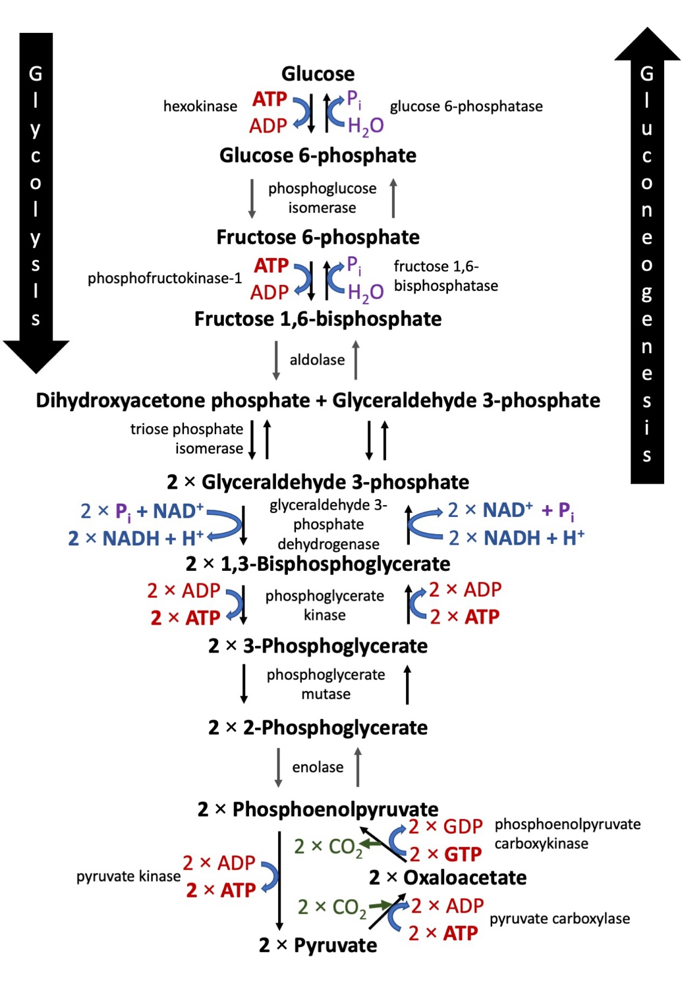 Glycolysis
Gluconeogenesis
Glucose
hexokinase
ATP
ADP
Pi
H2O
glucose 6-phosphatase
Glucose 6-phosphate
phosphoglucose
isomerase
Fructose 6-phosphate
phosphofructokinase-1
ATP
ADP
Pi
H2O
fructose 1,6-
bisphosphatase
Fructose 1,6-bisphosphate
aldolase
Dihydroxyacetone phosphate + Glyceraldehyde 3-phosphate
triose phosphate
isomerase
2 × Glyceraldehyde 3-phosphate
2 × Pi + NAD+
2 × NADH + H+
glyceraldehyde 3-
phosphate
dehydrogenase
2 × NAD+ + Pi
2 × NADH + H+
2 × 1,3-Bisphosphoglycerate
2 × ADP
2 × ATP
phosphoglycerate
kinase
2 × ADP
2 × ATP
2 × 3-Phosphoglycerate
phosphoglycerate
mutase
2 × 2-Phosphoglycerate
enolase
2 × Phosphoenolpyruvate
2 × CO2
2 × GDP
2 × GTP
phosphoenolpyruvate
carboxykinase
pyruvate kinase
2 × ADP
2 × ATP
2 × Oxaloacetate
2 × CO2
2 × ADP
2 × ATP
pyruvate carboxylase
2 × Pyruvate